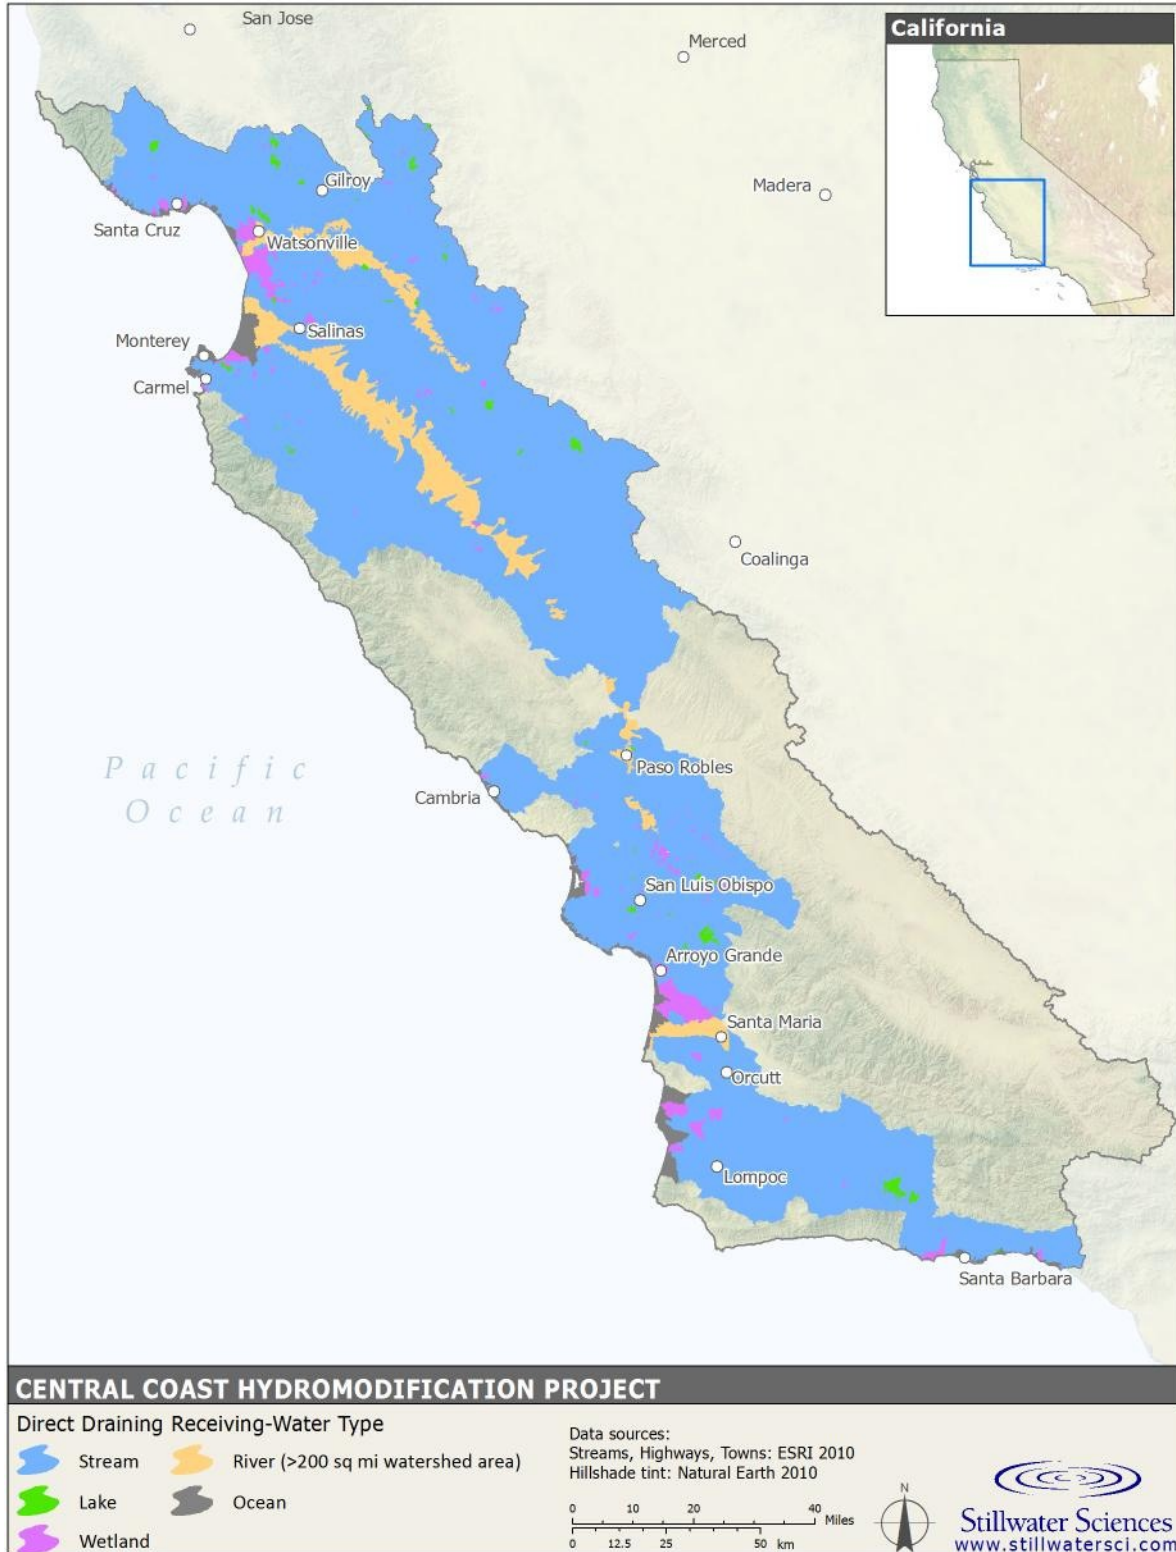 San Jose
Merced
California
Madera
Gilroy
Santa Cruz
Watsonville
Salinas
Monterey
Carmel
Coalinga
Pacific
Ocean
Paso Robles
Cambria
San Luis Obispo
Arroyo Grande
Santa Maria
Orcutt
Lompoc
Santa Barbara
CENTRAL COAST HYDROMODIFICATION PROJECT
Direct Draining Receiving-Water Type
Stream
River (>200 sq mi watershed area)
Lake
Ocean
Wetland
Data sources:
Streams, Highways, Towns: ESRI 2010
Hillshade tint: Natural Earth 2010
0 10 20 40 Miles
0 12.5 25 50 km
N
Stillwater Sciences
www.stillwatersci.com